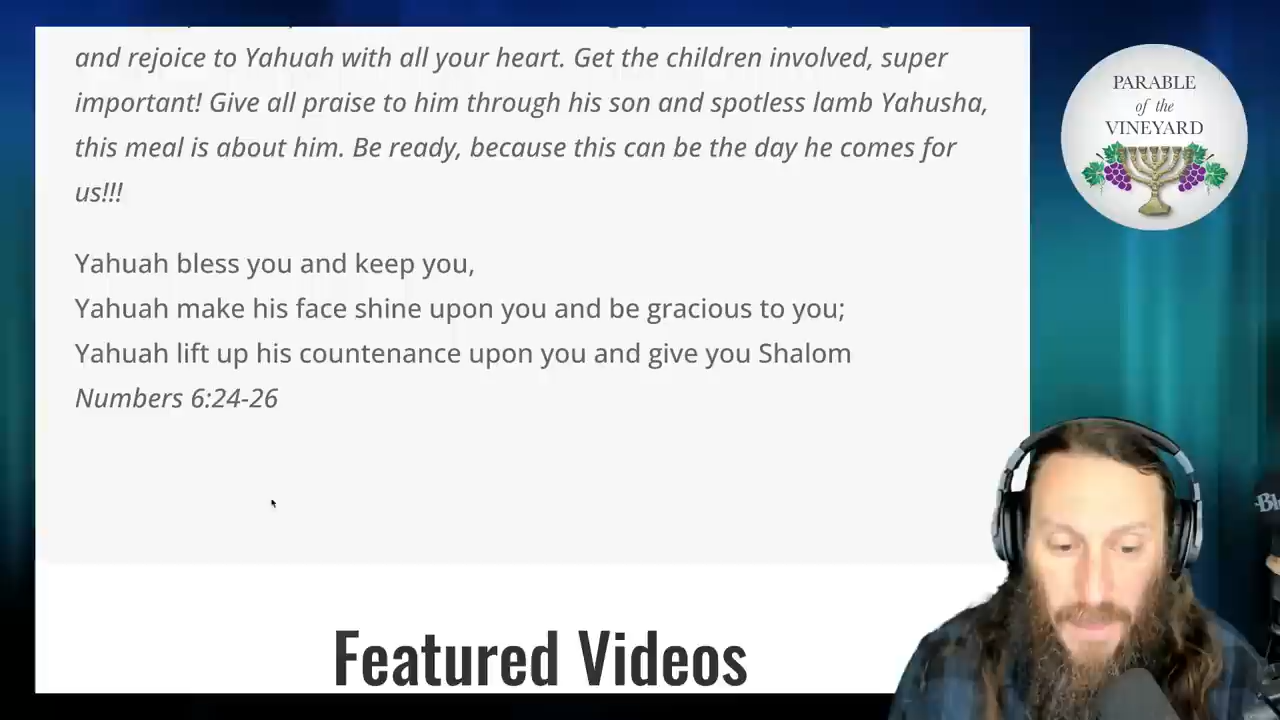 and rejoice to Yahuah with all your heart. Get the children involved, super
important! Give all praise to him through his son and spotless lamb Yahusha,
this meal is about him. Be ready, because this can be the day he comes for
us!!!
Yahuah bless you and keep you,
Yahuah make his face shine upon you and be gracious to you;
Yahuah lift up his countenance upon you and give you Shalom
Numbers 6:24-26
Featured Videos
PARABLE
of the
VINEYARD